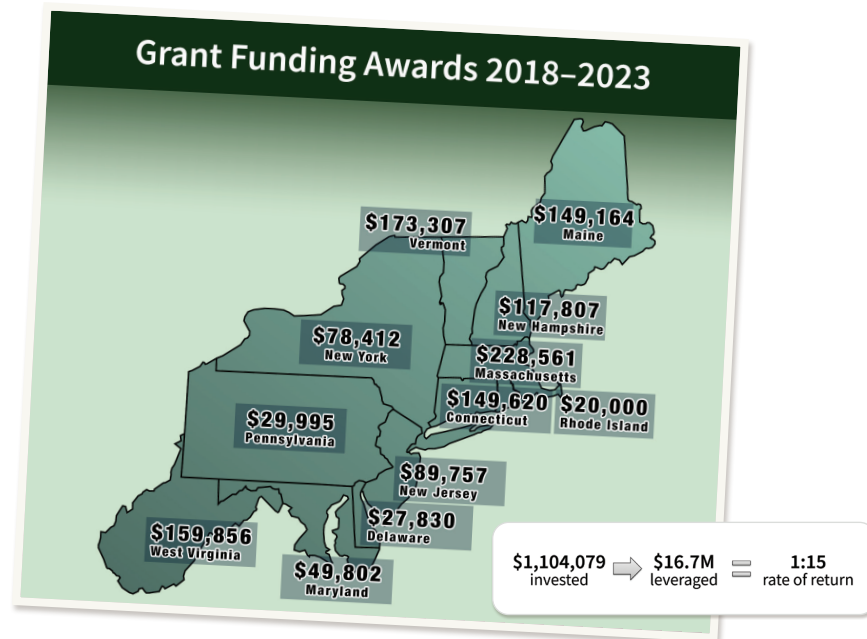 Grant Funding Awards 2018–2023
$173,307
Vermont
$149,164
Maine
$117,807
New Hampshire
$78,412
New York
$228,561
Massachusetts
$149,620
Connecticut
$20,000
Rhode Island
$29,995
Pennsylvania
$89,757
New Jersey
$27,830
Delaware
$159,856
West Virginia
$49,802
Maryland
$1,104,079
invested
$16.7M
leveraged
=
1:15
rate of return